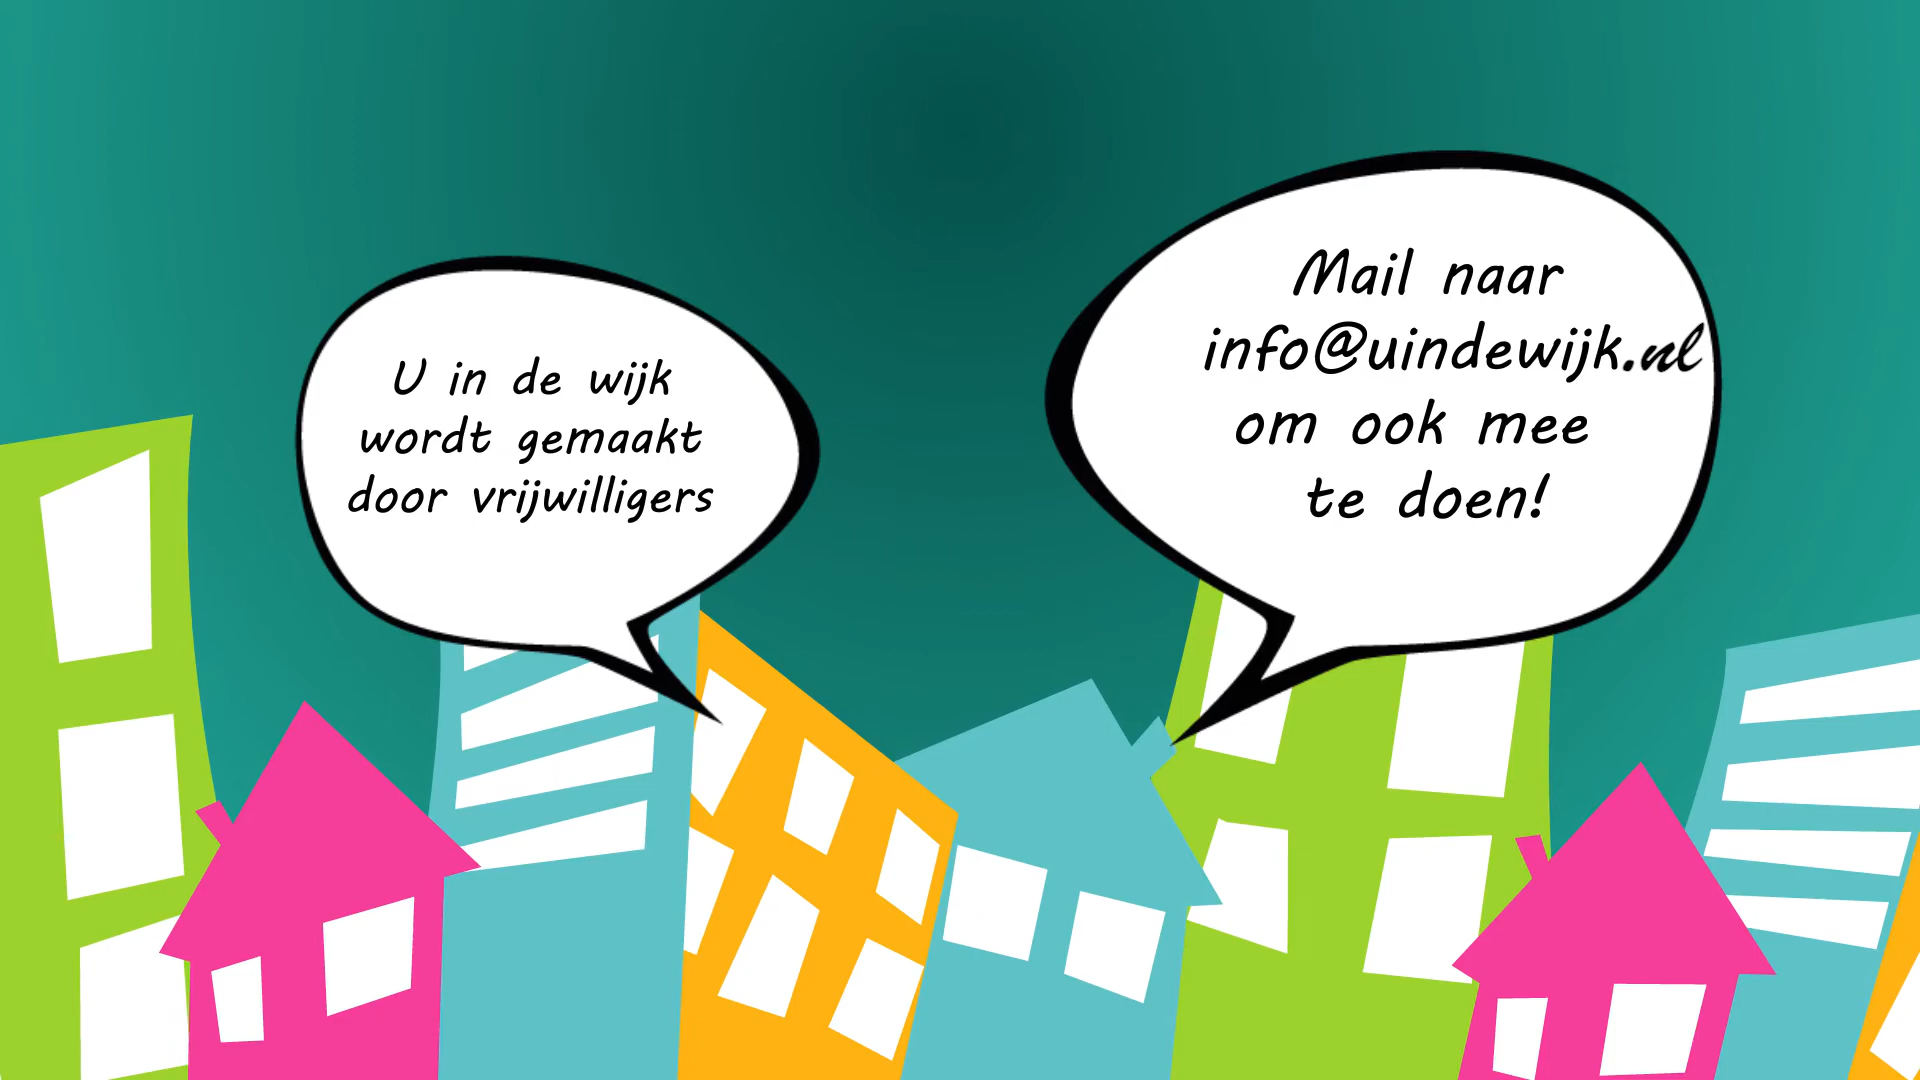 U in de wijk
wordt gemaakt
door vrijwilligers
Mail naar
info@uindewijk.nl
om ook mee
te doen!